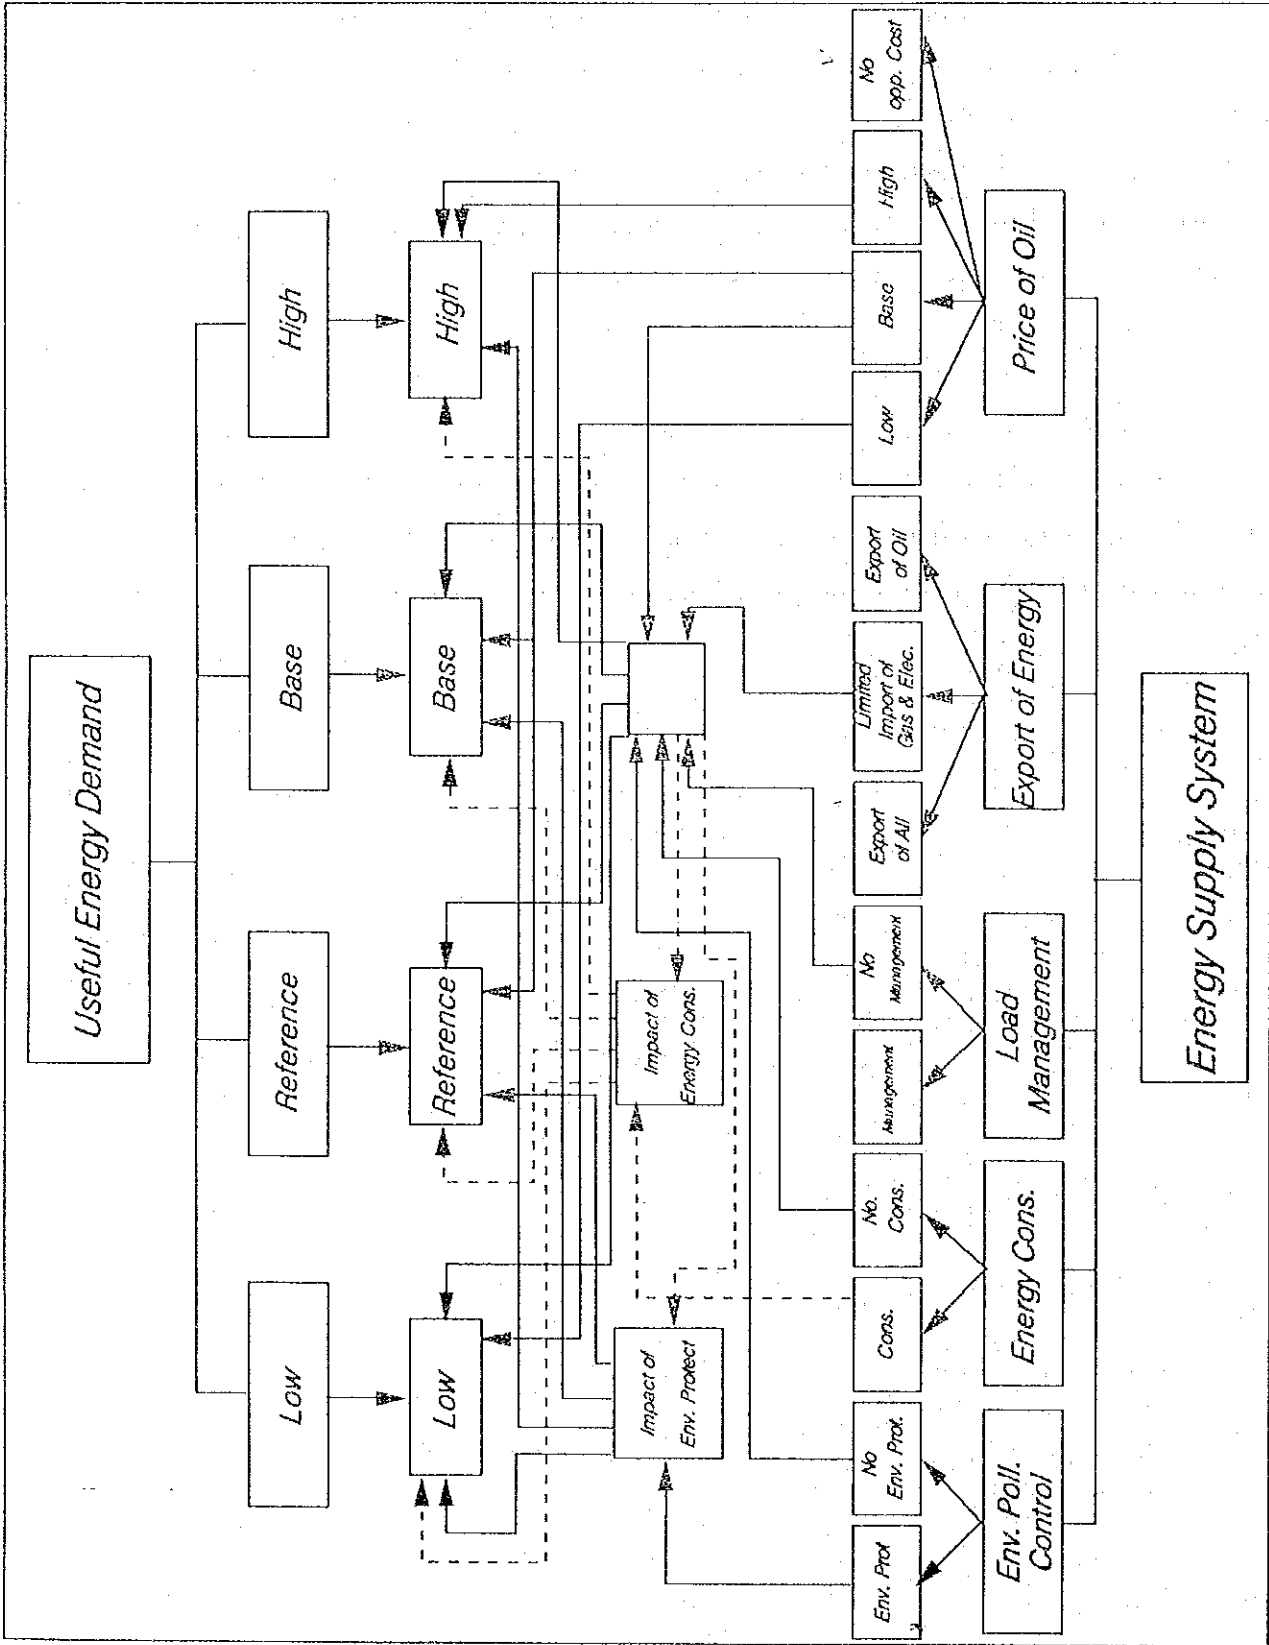 Useful Energy Demand
Low
Reference
Base
High
Low
Reference
Base
High
Impact of
Env. Protect
Impact of
Energy Cons.
Env. Prot
No
Env. Prot.
Cons.
No.
Cons.
Management
No
Management
Export
of All
Limited
Import of
Gas & Elec.
Export
of Oil
Low
Base
High
No
opp. Cost
Env. Poll.
Control
Energy Cons.
Load
Management
Export of Energy
Price of Oil
Energy Supply System